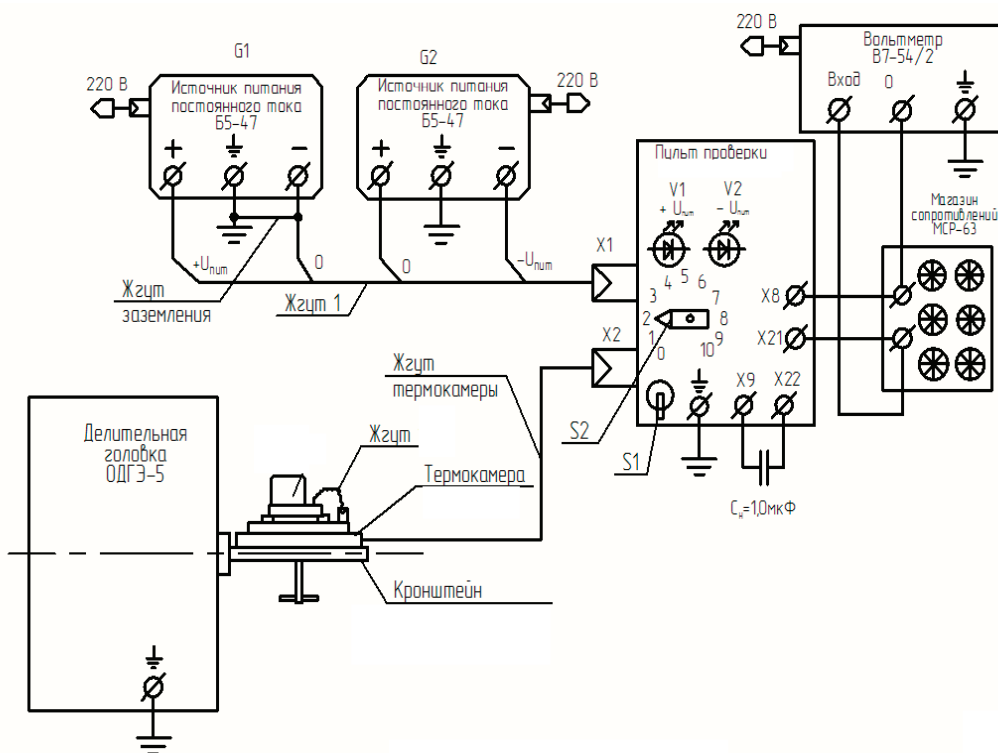 G1
220 В
Источник питания
постоянного тока
Б5-47
+
-
G2
220 В
Источник питания
постоянного тока
Б5-47
+
-
220 В
Вольтметр
В7-54/2
Вход
0
+Uпит
0
0
-Uпит
Жгут
заземления
Жгут 1
Пульт проверки
V1
+ Uпит
V2
- Uпит
X1
X2
0
1
2
3
4
5
6
7
8
9
10
X8
X21
X9
X22
S2
S1
Cн=1,0мкФ
Магазин
сопротивлений
МСР-63
Жгут
термокамеры
Делительная
головка
ОДГЭ-5
Жгут
Термокамера
Кронштейн